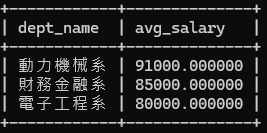 +--------------+--------------+
| dept_name | avg_salary |
+--------------+--------------+
| 動力機械系 | 91000.000000 |
| 財務金融系 | 85000.000000 |
| 電子工程系 | 80000.000000 |
+--------------+--------------+